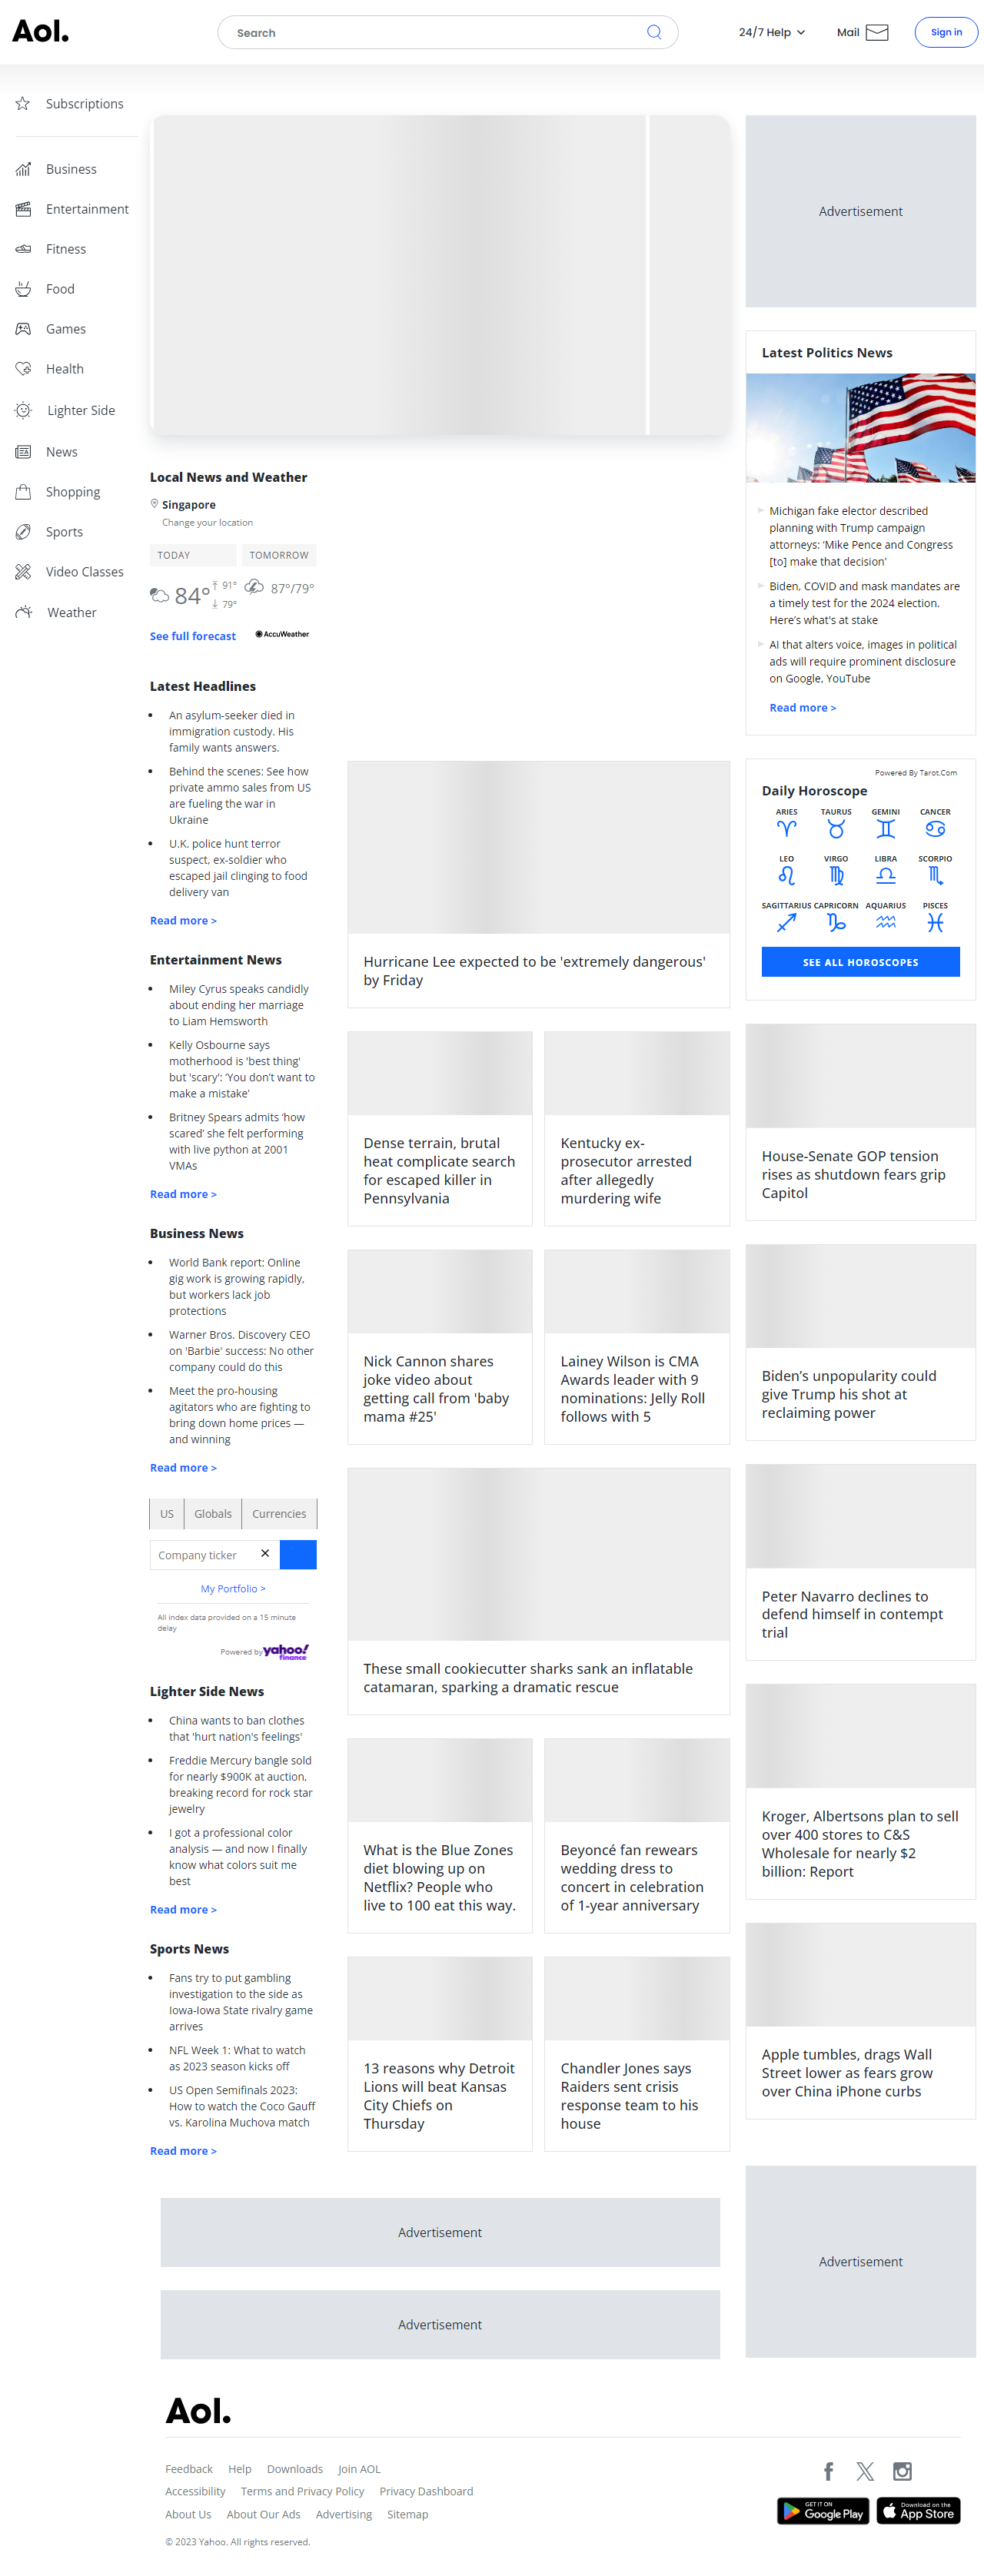 Aol.
Search
24/7 Help
Mail
Sign in
Subscriptions
Business
Entertainment
Fitness
Food
Games
Health
Lighter Side
News
Shopping
Sports
Video Classes
Weather
Local News and Weather
Singapore
Change your location
TODAY
TOMORROW
84°
91°
79°
87°/79°
See full forecast
AccuWeather
Latest Headlines
An asylum-seeker died in
immigration custody. His
family wants answers.
Behind the scenes: See how
private ammo sales from US
are fueling the war in
Ukraine
U.K. police hunt terror
suspect, ex-soldier who
escaped jail clinging to food
delivery van
Read more >
Entertainment News
Miley Cyrus speaks candidly
about ending her marriage
to Liam Hemsworth
Kelly Osbourne says
motherhood is 'best thing'
but 'scary': ‘You don’t want to
make a mistake’
Britney Spears admits ‘how
scared’ she felt performing
with live python at 2001
VMAs
Read more >
Business News
World Bank report: Online
gig work is growing rapidly,
but workers lack job
protections
Warner Bros. Discovery CEO
on 'Barbie' success: No other
company could do this
Meet the pro-housing
agitators who are fighting to
bring down home prices —
and winning
Read more >
US
Globals
Currencies
Company ticker
My Portfolio >
All index data provided on a 15 minute
delay
Powered by yahoo! finance
Lighter Side News
China wants to ban clothes
that 'hurt nation's feelings'
Freddie Mercury bangle sold
for nearly $900K at auction,
breaking record for rock star
jewelry
I got a professional color
analysis — and now I finally
know what colors suit me
best
Read more >
Sports News
Fans try to put gambling
investigation to the side as
Iowa-Iowa State rivalry game
arrives
NFL Week 1: What to watch
as 2023 season kicks off
US Open Semifinals 2023:
How to watch the Coco Gauff
vs. Karolina Muchova match
Read more >
Hurricane Lee expected to be 'extremely dangerous'
by Friday
Dense terrain, brutal
heat complicate search
for escaped killer in
Pennsylvania
Kentucky ex-
prosecutor arrested
after allegedly
murdering wife
Nick Cannon shares
joke video about
getting call from 'baby
mama #25'
Lainey Wilson is CMA
Awards leader with 9
nominations: Jelly Roll
follows with 5
These small cookiecutter sharks sank an inflatable
catamaran, sparking a dramatic rescue
What is the Blue Zones
diet blowing up on
Netflix? People who
live to 100 eat this way.
Beyoncé fan rewears
wedding dress to
concert in celebration
of 1-year anniversary
13 reasons why Detroit
Lions will beat Kansas
City Chiefs on
Thursday
Chandler Jones says
Raiders sent crisis
response team to his
house
Advertisement
Latest Politics News
Michigan fake elector described
planning with Trump campaign
attorneys: ‘Mike Pence and Congress
[to] make that decision’
Biden, COVID and mask mandates are
a timely test for the 2024 election.
Here’s what's at stake
AI that alters voice, images in political
ads will require prominent disclosure
on Google, YouTube
Read more >
Powered By Tarot.Com
Daily Horoscope
ARIES
TAURUS
GEMINI
CANCER
LEO
VIRGO
LIBRA
SCORPIO
SAGITTARIUS
CAPRICORN
AQUARIUS
PISCES
SEE ALL HOROSCOPES
House-Senate GOP tension
rises as shutdown fears grip
Capitol
Biden’s unpopularity could
give Trump his shot at
reclaiming power
Peter Navarro declines to
defend himself in contempt
trial
Kroger, Albertsons plan to sell
over 400 stores to C&S
Wholesale for nearly $2
billion: Report
Apple tumbles, drags Wall
Street lower as fears grow
over China iPhone curbs
Advertisement
Advertisement
Advertisement
Aol.
Feedback Help Downloads Join AOL
Accessibility Terms and Privacy Policy Privacy Dashboard
About Us About Our Ads Advertising Sitemap
© 2023 Yahoo. All rights reserved.
GET IT ON
Google Play
Download on the
App Store